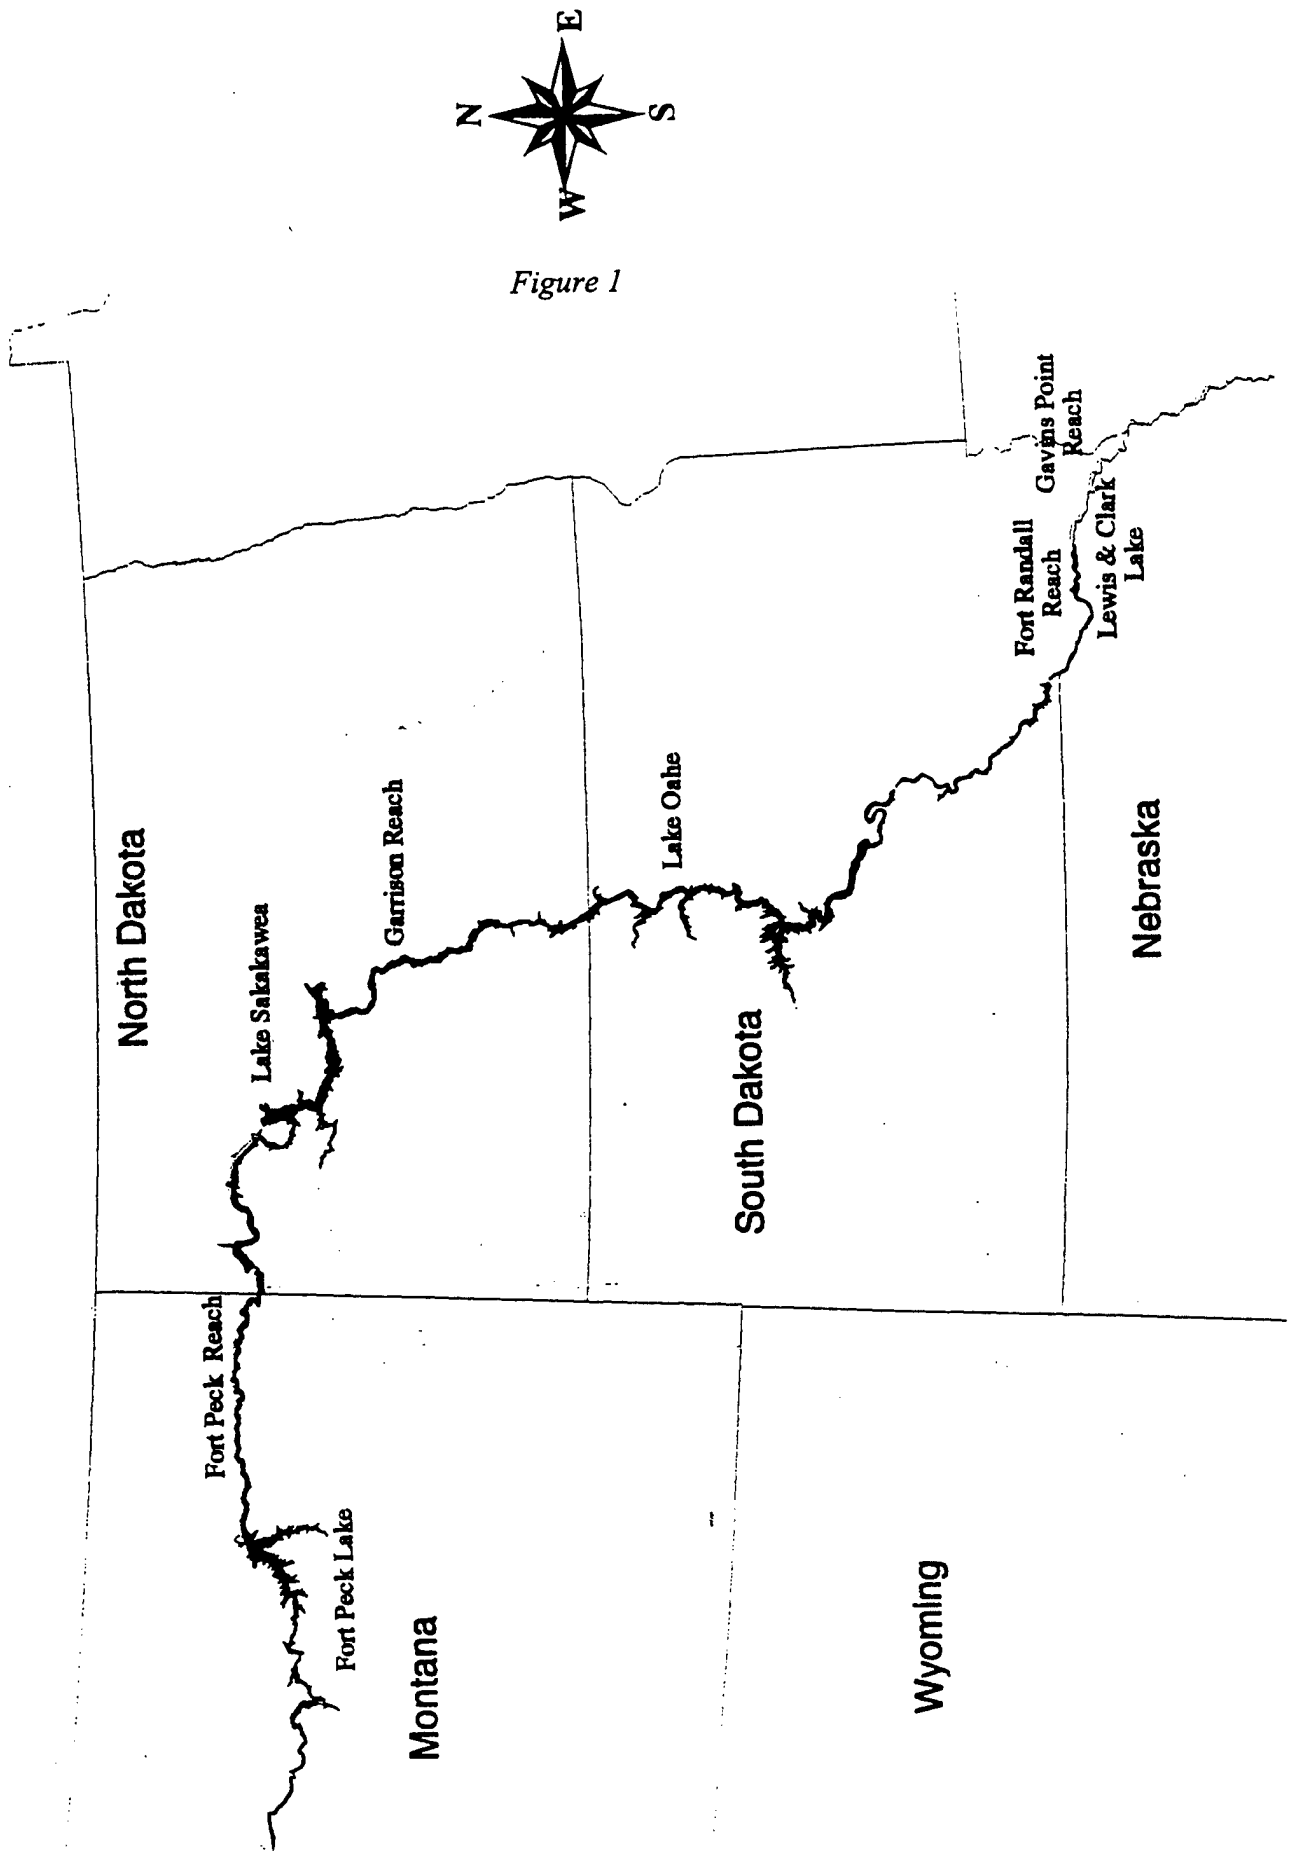 N
W
E
S
Figure 1
North Dakota
Lake Sakakawea
Garrison Reach
Fort Peck Reach
Fort Peck Lake
Montana
Lake Oahe
South Dakota
Wyoming
Fort Randall
Reach
Gavins Point
Reach
Lewis & Clark
Lake
Nebraska